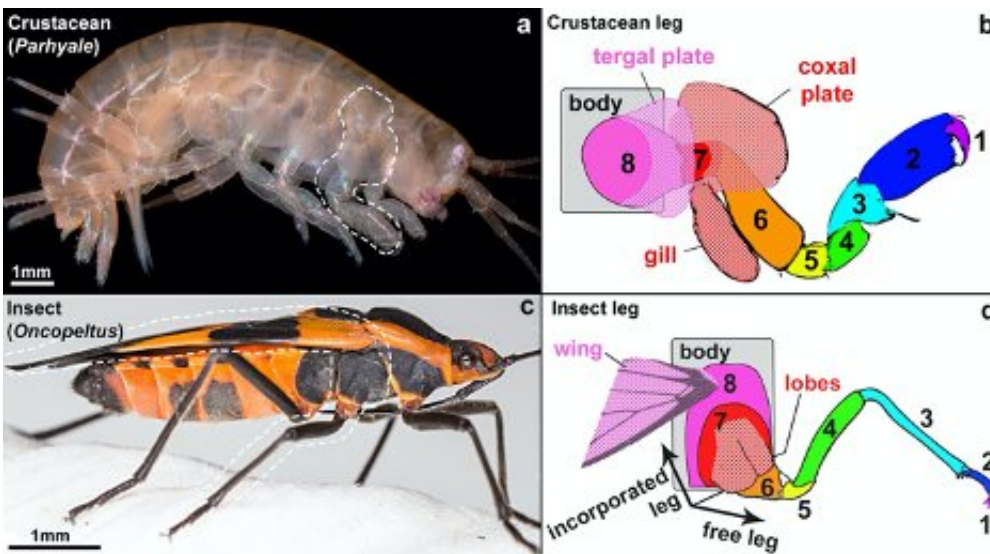 Crustacean
(Parhyale)
a
1mm
Crustacean leg
b
tergal plate
coxal
plate
body
8
7
6
5
4
3
2
1
gill
Insect
(Oncopeltus)
c
1mm
Insect leg
d
wing
body
8
7
lobes
6
5
4
3
2
1
incorporated
leg
free leg